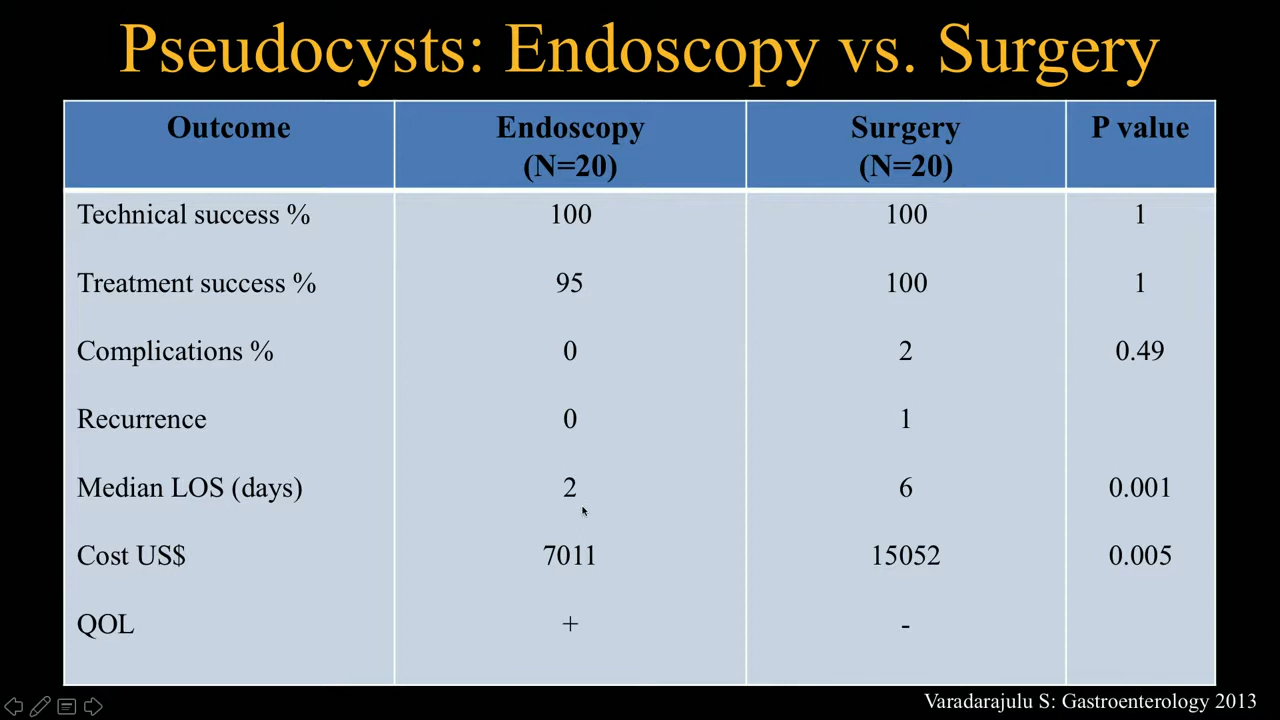 Pseudocysts: Endoscopy vs. Surgery
Outcome Endoscopy Surgery P value
(N=20) (N=20)
Technical success % 100 100 1
Treatment success % 95 100 1
Complications % 0 2 0.49
Recurrence 0 1
Median LOS (days) 2 6 0.001
Cost US$ 7011 15052 0.005
QOL + -
Varadarajulu S: Gastroenterology 2013